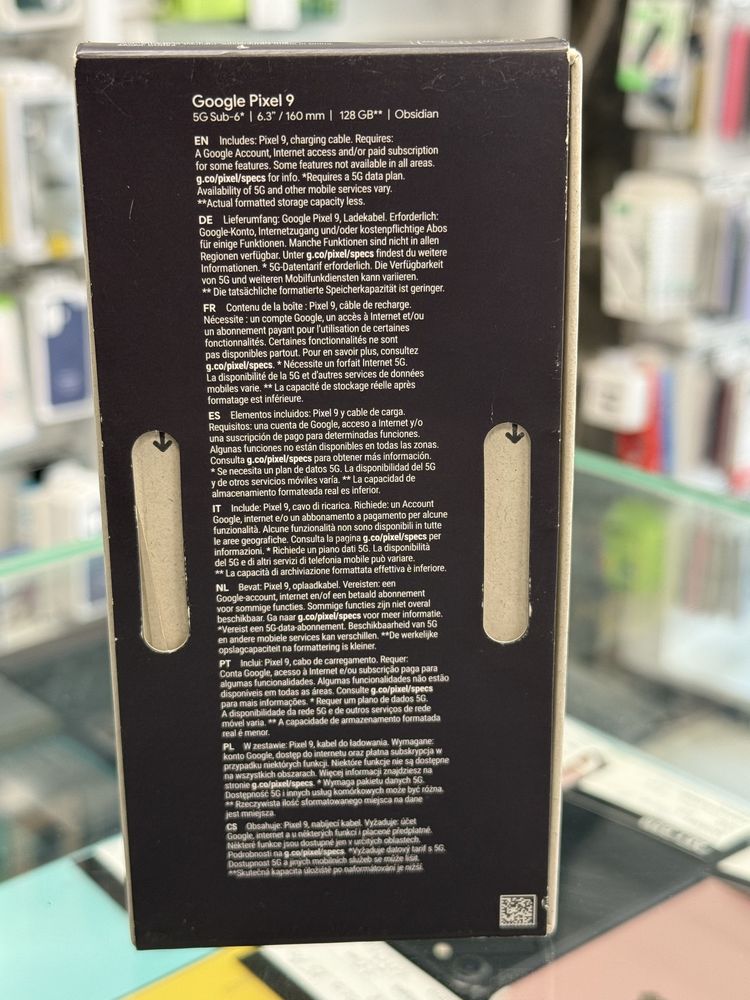 Google Pixel 9
5G Sub-6* | 6.3" / 160 mm | 128 GB** | Obsidian
EN Includes: Pixel 9, charging cable. Requires:
A Google Account, Internet access and/or paid subscription
for some features. Some features not available in all areas.
g.co/pixel/specs for info. *Requires a 5G data plan.
Availability of 5G and other mobile services vary.
**Actual formatted storage capacity less.
DE Lieferumfang: Google Pixel 9, Ladekabel. Erforderlich:
Google-Konto, Internetzugang und/oder kostenpflichtige Abos
für einige Funktionen. Manche Funktionen sind nicht in allen
Regionen verfügbar. Unter g.co/pixel/specs findest du weitere
Informationen. * 5G-Datentarif erforderlich. Die Verfügbarkeit
von 5G und weiteren Mobilfunkdiensten kann variieren.
** Die tatsächliche formatierte Speicherkapazität ist geringer.
FR Contenu de la boîte : Pixel 9, câble de recharge.
Nécessite : un compte Google, un accès à Internet et/ou
un abonnement payant pour l'utilisation de certaines
fonctionnalités. Certaines fonctionnalités ne sont
pas disponibles partout. Pour en savoir plus, consultez
g.co/pixel/specs. * Nécessite un forfait Internet 5G.
La disponibilité de la 5G et d'autres services de données
mobiles varie. ** La capacité de stockage réelle après
formatage est inférieure.
ES Elementos incluidos: Pixel 9 y cable de carga.
Requisitos: una cuenta de Google, acceso a Internet y/o
una suscripción de pago para determinadas funciones.
Algunas funciones no están disponibles en todas las zonas.
Consulta g.co/pixel/specs para obtener más información.
* Se necesita un plan de datos 5G. La disponibilidad del 5G
y de otros servicios móviles varía. ** La capacidad de
almacenamiento formateada real es inferior.
IT Include: Pixel 9, cavo di ricarica. Richiede: un Account
Google, internet e/o un abbonamento a pagamento per alcune
funzionalità. Alcune funzionalità non sono disponibili in tutte
le aree geografiche. Consulta la pagina g.co/pixel/specs per
informazioni. * Richiede un piano dati 5G. La disponibilità
del 5G e di altri servizi di telefonia mobile può variare.
** La capacità di archiviazione formattata effettiva è inferiore.
NL Bevat: Pixel 9, oplaadkabel. Vereisten: een
Google-account, internet en/of een betaald abonnement
voor sommige functies. Sommige functies zijn niet overal
beschikbaar. Ga naar g.co/pixel/specs voor meer informatie.
*Vereist een 5G-data-abonnement. Beschikbaarheid van 5G
en andere mobiele services kan verschillen. **De werkelijke
opslagcapaciteit na formattering is kleiner.
PT Inclui: Pixel 9, cabo de carregamento. Requer:
Conta Google, acesso à Internet e/ou subscrição paga para
algumas funcionalidades. Algumas funcionalidades não estão
disponíveis em todas as áreas. Consulte g.co/pixel/specs
para mais informações. * Requer um plano de dados 5G.
A disponibilidade da rede 5G e de outros serviços de rede
móvel varia. ** A capacidade de armazenamento formatada
real é menor.
PL W zestawie: Pixel 9, kabel do ładowania. Wymagane:
konto Google, dostęp do internetu oraz płatna subskrypcja w
przypadku niektórych funkcji. Niektóre funkcje nie są dostępne
na wszystkich obszarach. Więcej informacji znajdziesz na
stronie g.co/pixel/specs. * Wymaga pakietu danych 5G.
Dostępność 5G i innych usług komórkowych może być różna.
** Rzeczywista ilość sformatowanego miejsca na dane
jest mniejsza.
CS Obsahuje: Pixel 9, nabíjecí kabel. Vyžaduje: účet
Google, internet a u některých funkcí i placené předplatné.
Některé funkce jsou dostupné jen v určitých oblastech.
Podrobnosti na g.co/pixel/specs. *Vyžaduje datový tarif s 5G.
Dostupnost 5G a jiných mobilních služeb se může lišit.
**Skutečná kapacita úložiště po naformátování je nižší.